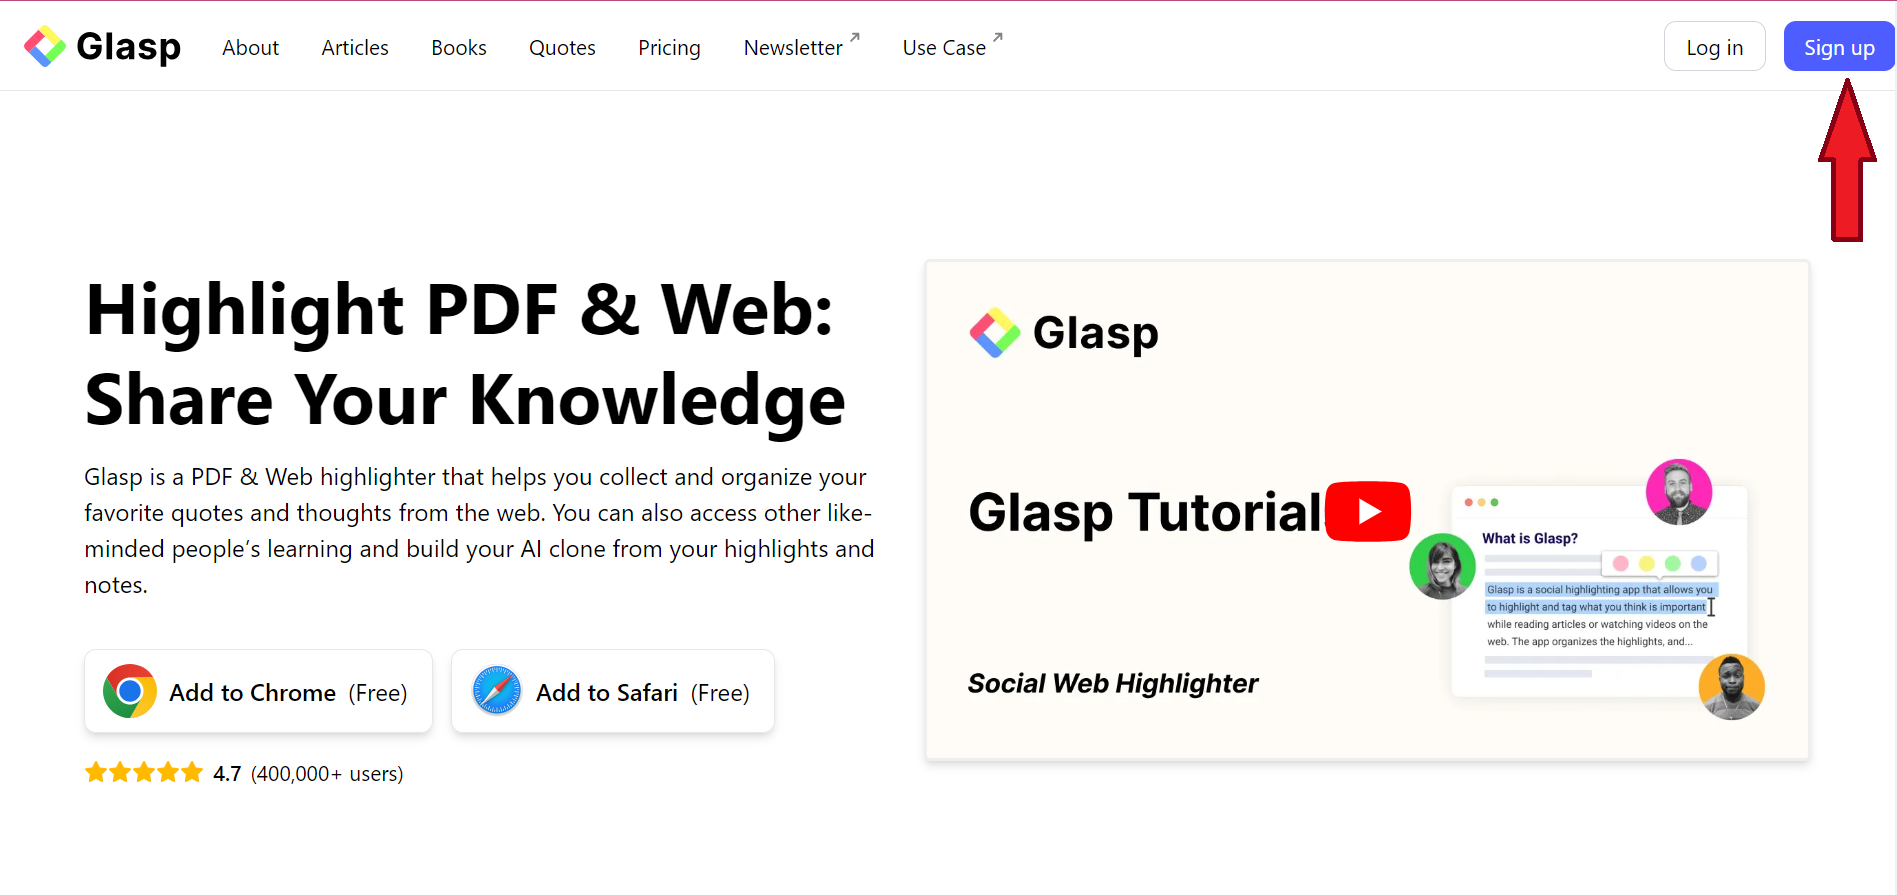 Glasp
About
Articles
Books
Quotes
Pricing
Newsletter
Use Case
Log in
Sign up
Highlight PDF & Web:
Share Your Knowledge
Glasp is a PDF & Web highlighter that helps you collect and organize your
favorite quotes and thoughts from the web. You can also access other like-
minded people’s learning and build your AI clone from your highlights and
notes.
Add to Chrome (Free)
Add to Safari (Free)
4.7 (400,000+ users)
Glasp
Glasp Tutorial
Social Web Highlighter
What is Glasp?
Glasp is a social highlighting app that allows you
to highlight and tag what you think is important
while reading articles or watching videos on the
web. The app organizes the highlights, and...